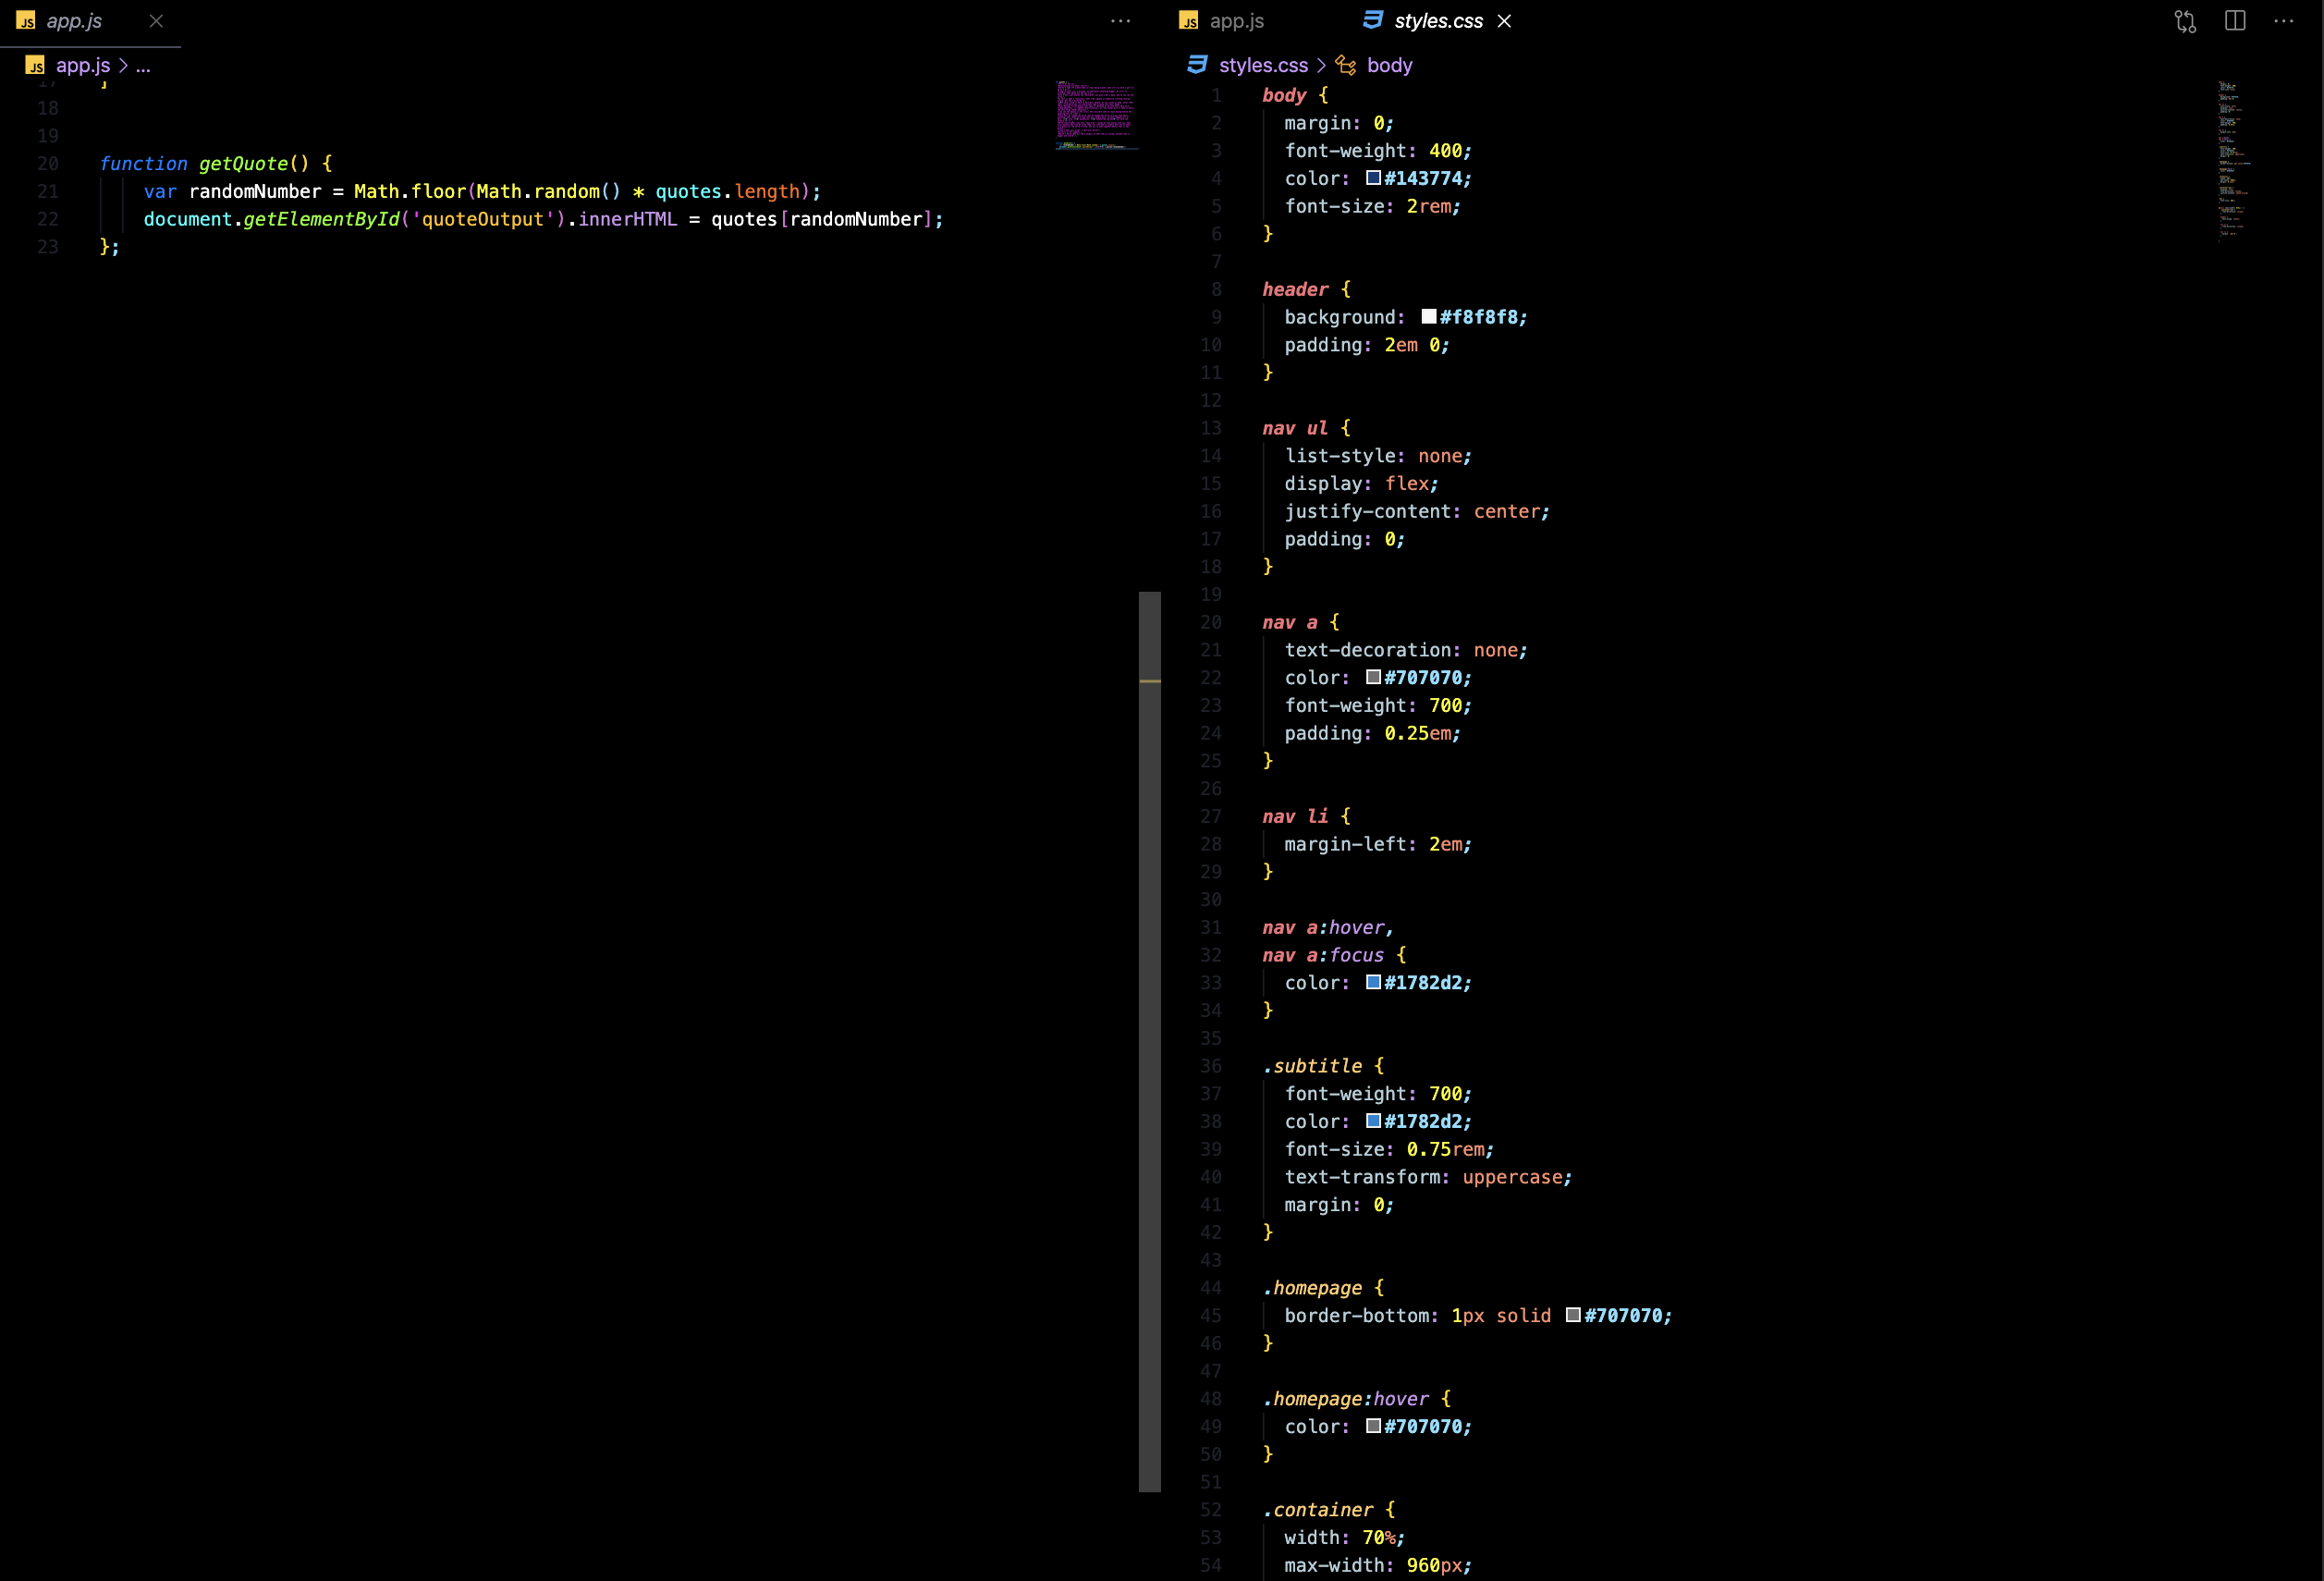 JS app.js
JS app.js > ...
17 ]
18
19
20 function getQuote() {
21 var randomNumber = Math.floor(Math.random() * quotes.length);
22 document.getElementById('quoteOutput').innerHTML = quotes[randomNumber];
23 };
JS app.js styles.css
styles.css > body
1 body {
2 margin: 0;
3 font-weight: 400;
4 color: #143774;
5 font-size: 2rem;
6 }
7
8 header {
9 background: #f8f8f8;
10 padding: 2em 0;
11 }
12
13 nav ul {
14 list-style: none;
15 display: flex;
16 justify-content: center;
17 padding: 0;
18 }
19
20 nav a {
21 text-decoration: none;
22 color: #707070;
23 font-weight: 700;
24 padding: 0.25em;
25 }
26
27 nav li {
28 margin-left: 2em;
29 }
30
31 nav a:hover,
32 nav a:focus {
33 color: #1782d2;
34 }
35
36 .subtitle {
37 font-weight: 700;
38 color: #1782d2;
39 font-size: 0.75rem;
40 text-transform: uppercase;
41 margin: 0;
42 }
43
44 .homepage {
45 border-bottom: 1px solid #707070;
46 }
47
48 .homepage:hover {
49 color: #707070;
50 }
51
52 .container {
53 width: 70%;
54 max-width: 960px;